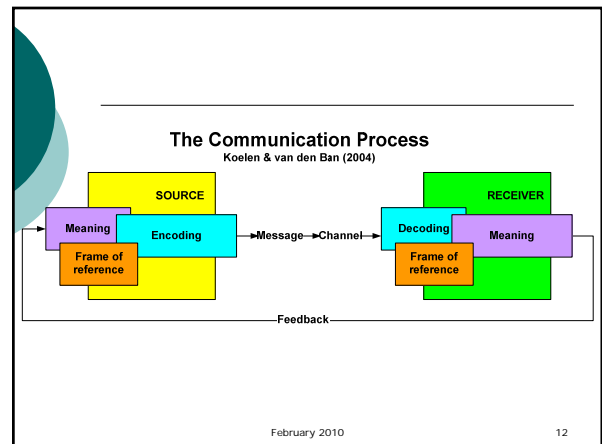 The Communication Process
Koelen & van den Ban (2004)
SOURCE
Meaning
Encoding
Frame of
reference
Message
Channel
RECEIVER
Decoding
Meaning
Frame of
reference
Feedback
February 2010
12